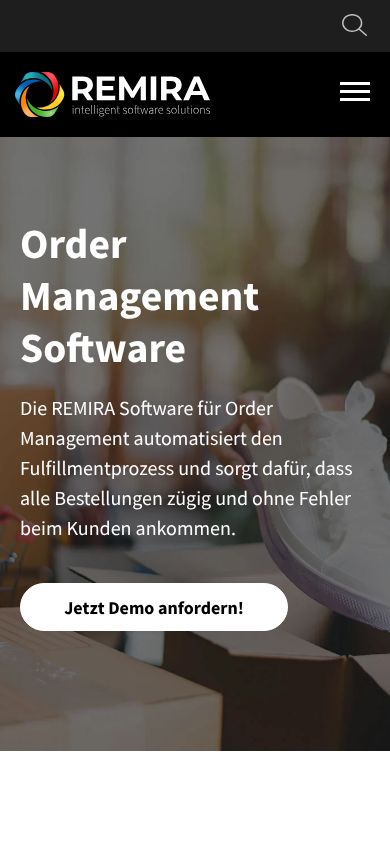 REMIRA
intelligent software solutions
Order
Management
Software
Die REMIRA Software für Order
Management automatisiert den
Fulfillmentprozess und sorgt dafür, dass
alle Bestellungen zügig und ohne Fehler
beim Kunden ankommen.
Jetzt Demo anfordern!